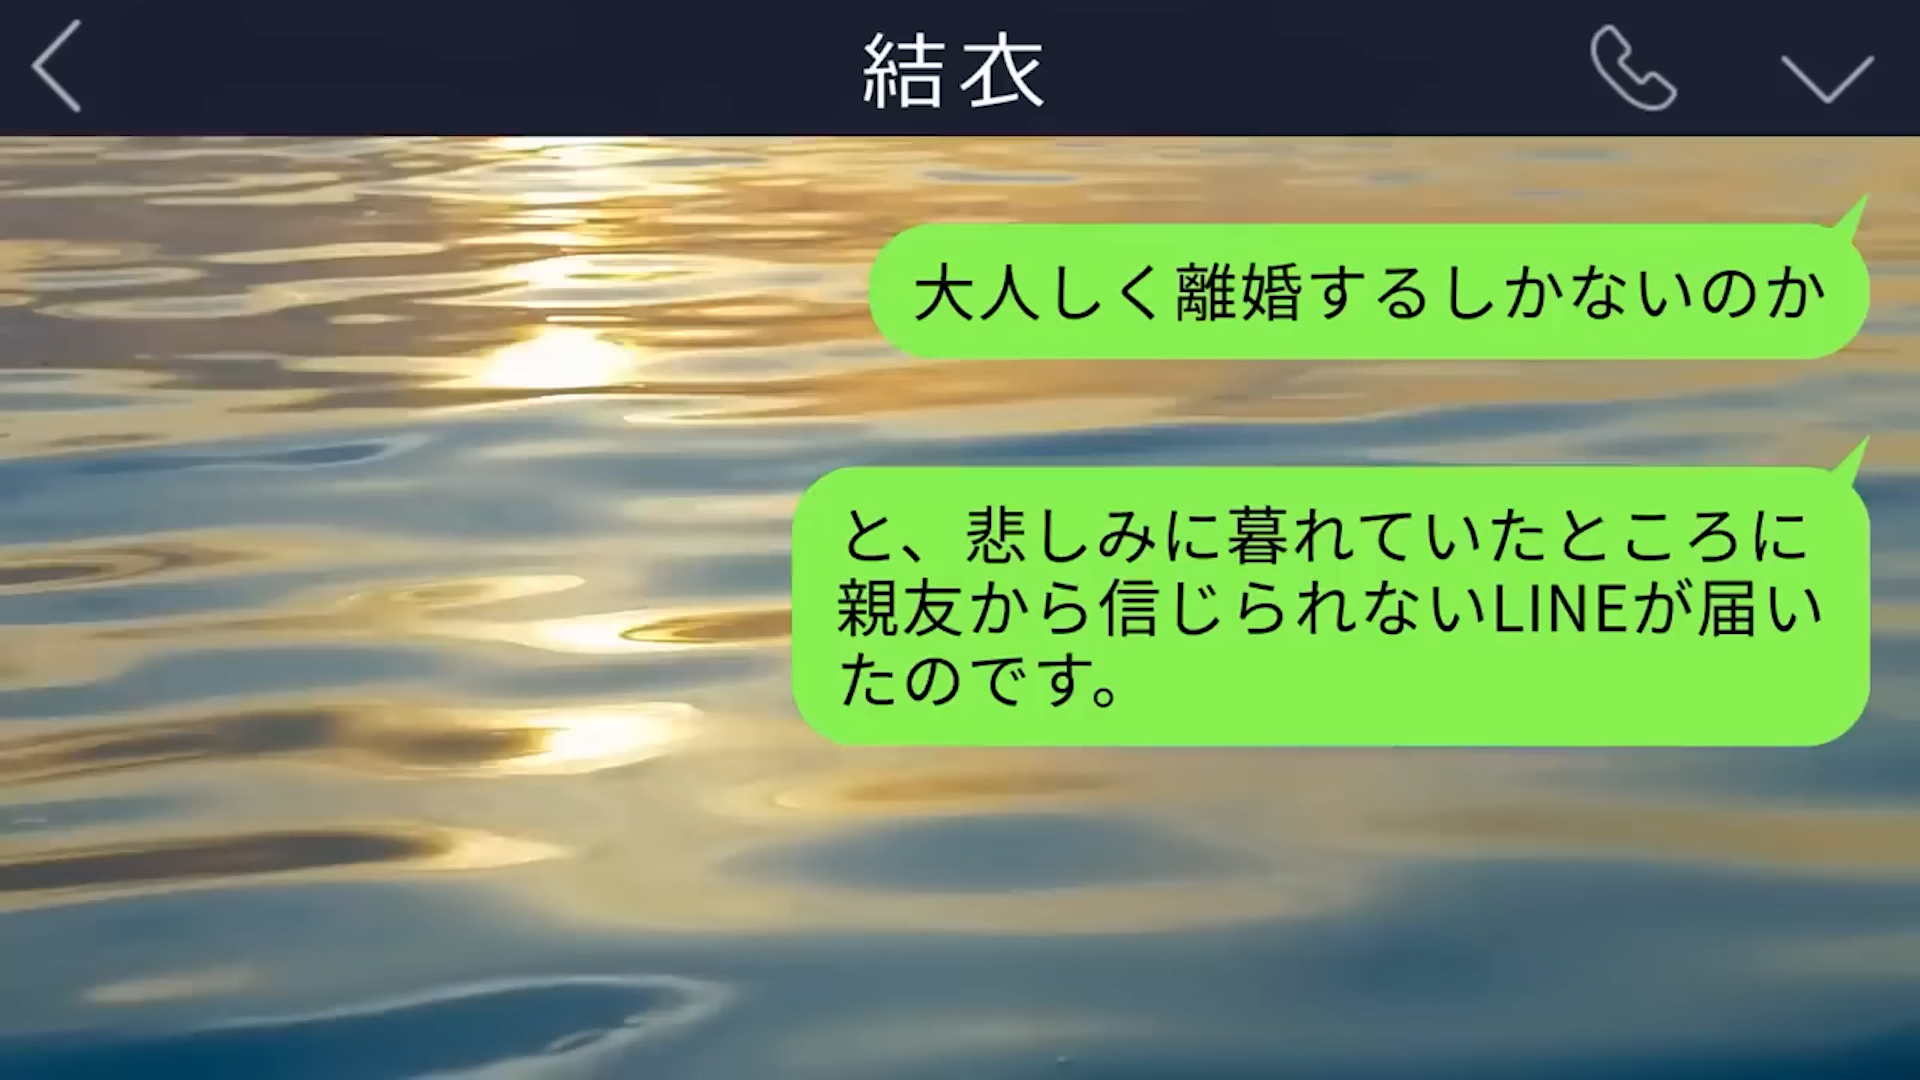 結衣
大人しく離婚するしかないのか
と、悲しみに暮れていたところに
親友から信じられないLINEが届い
たのです。